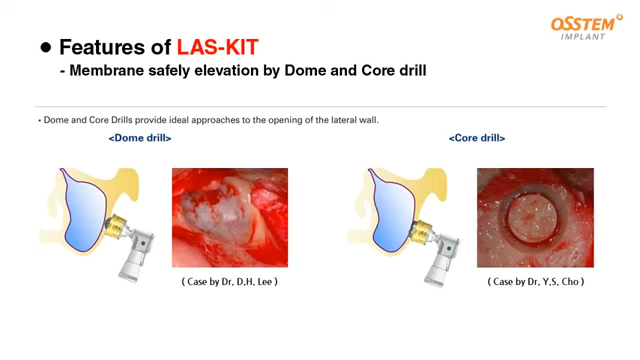 OSSTEM
IMPLANT
● Features of LAS-KIT
- Membrane safely elevation by Dome and Core drill
• Dome and Core Drills provide ideal approaches to the opening of the lateral wall.
<Dome drill>
<Core drill>
( Case by Dr. D,H, Lee )
( Case by Dr. Y,S, Cho )